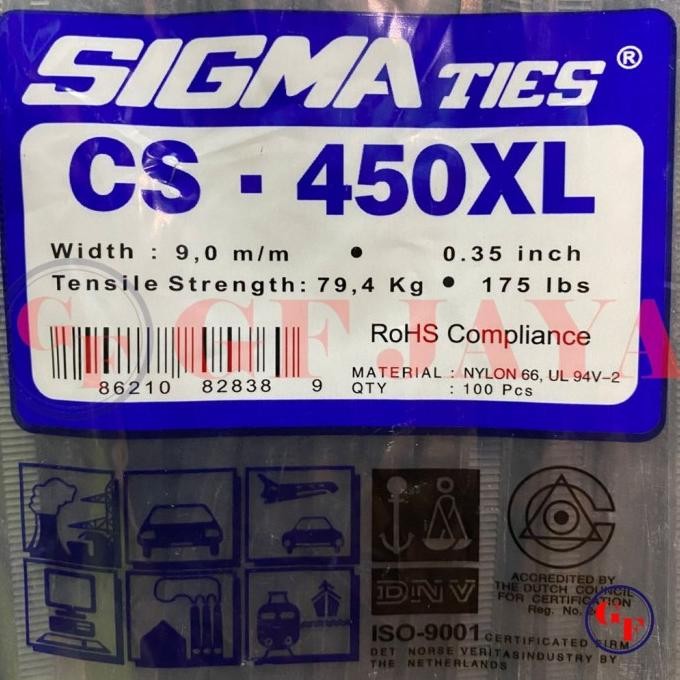 SIGMA TIES ®
CS - 450XL
Width : 9,0 m/m • 0.35 inch
Tensile Strength: 79,4 Kg • 175 lbs
GF GF JAYA
RoHS Compliance
86210 82838 9
MATERIAL : NYLON 66, UL 94V-2
QTY : 100 Pcs
DNV
ACCREDITED BY
THE DUTCH COUNCIL
FOR CERTIFICATION
Reg. No.
GF
ISO-9001 CERTIFICATED FIRM
DET NORSE VERITASINDUSTRY BY
THE NETHERLANDS